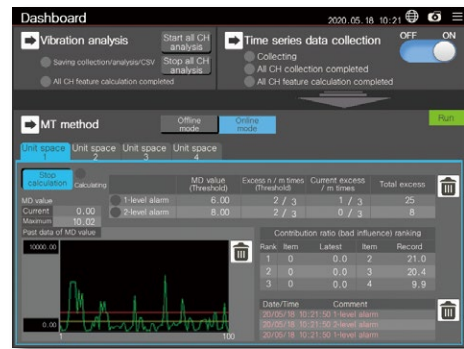 Dashboard
2020.05.18 10:21
Vibration analysis
Start all CH analysis
Saving collection/analysis/CSV
Stop all CH analysis
All CH feature calculation completed
Time series data collection
OFF ON
Collecting
All CH collection completed
All CH feature calculation completed
MT method
Offline mode
Online mode
Run
Unit space 1
Unit space 2
Unit space 3
Unit space 4
Stop calculation
Calculating
MD value (Threshold)
Excess n / m times (Threshold)
Current excess / m times
Total excess
1-level alarm 6.00 2 / 3 1 / 3 25
2-level alarm 8.00 2 / 3 0 / 3 8
MD value
Current 0.00
Maximum 10.02
Past data of MD value
10000.00
0.00
100
Contribution ratio (bad influence) ranking
Rank Item Latest Item Record
1 0 0.0 2 21.0
2 0 0.0 3 20.4
3 0 0.0 4 9.9
Date/Time Comment
20/05/18 10:21:50 1-level alarm
20/05/18 10:21:50 2-level alarm
20/05/18 10:21:50 1-level alarm